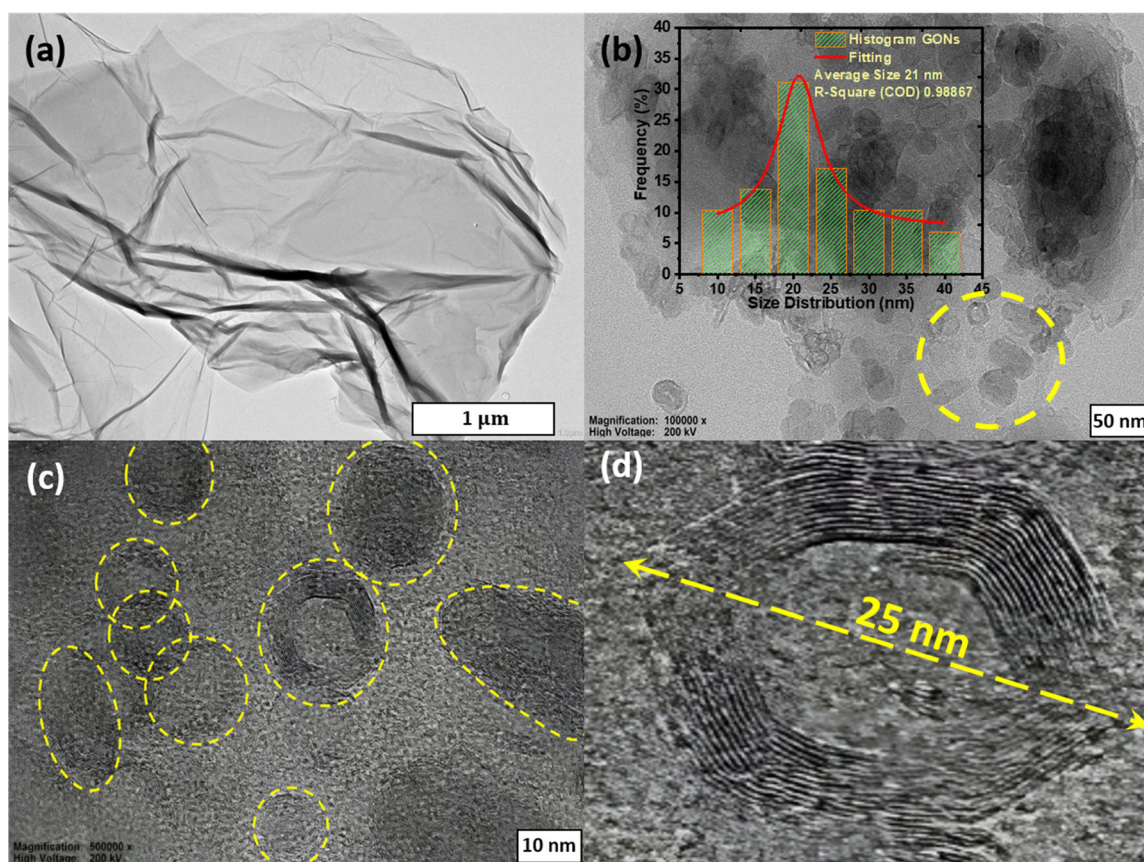 (a)
1 µm
(b)
Histogram GONs
Fitting
Average Size 21 nm
R-Square (COD) 0.98867
Frequency (%)
40
35
30
25
20
15
10
5
0
5 10 15 20 25 30 35 40 45
Size Distribution (nm)
Magnification: 100000 x
High Voltage: 200 kV
50 nm
(c)
Magnification: 500000 x
High Voltage: 200 kV
10 nm
(d)
25 nm